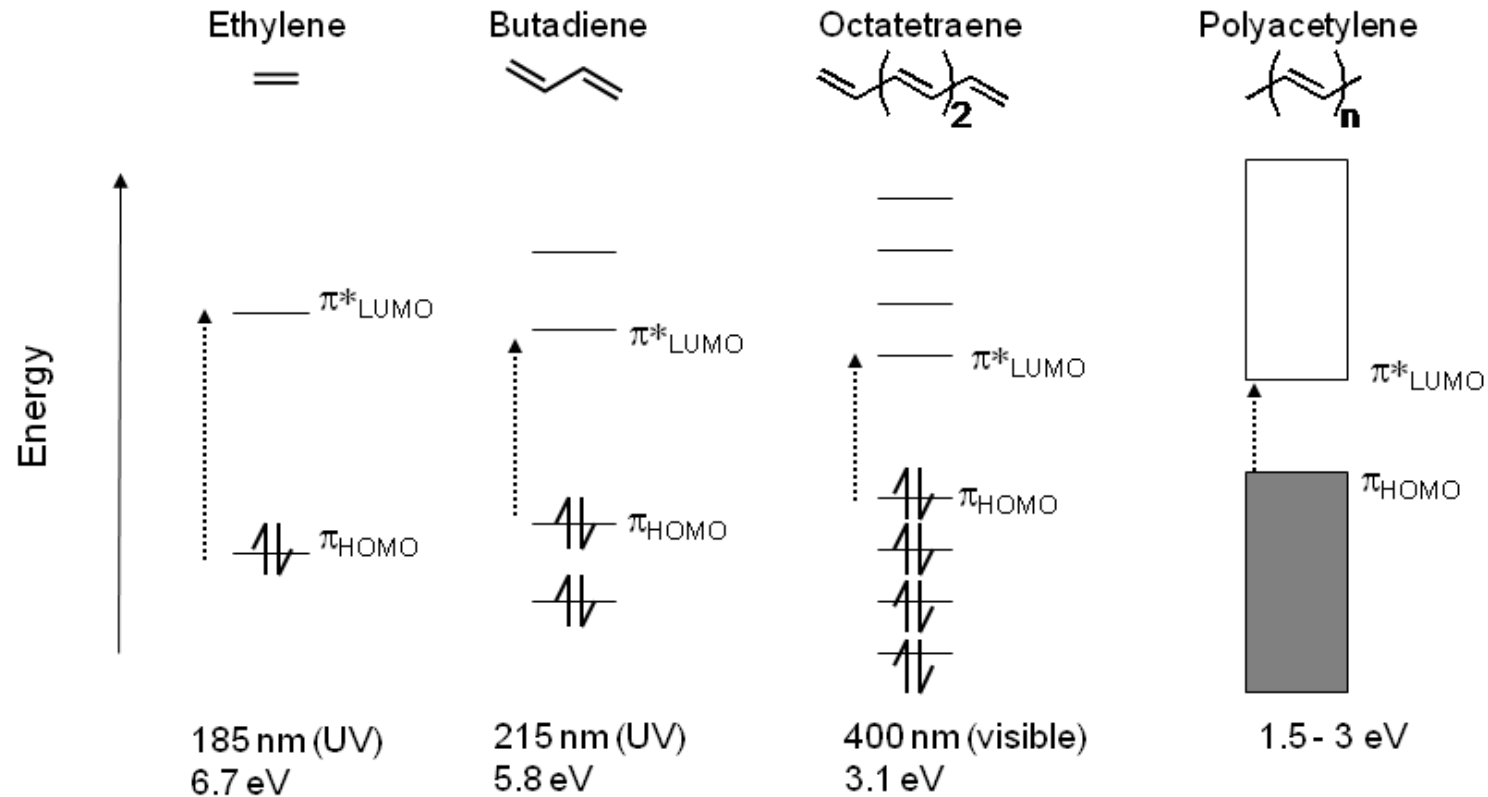 Ethylene
Butadiene
Octatetraene
Polyacetylene
2
n
Energy
π*LUMO
πHOMO
π*LUMO
πHOMO
π*LUMO
πHOMO
π*LUMO
πHOMO
185 nm (UV)
6.7 eV
215 nm (UV)
5.8 eV
400 nm (visible)
3.1 eV
1.5- 3 eV